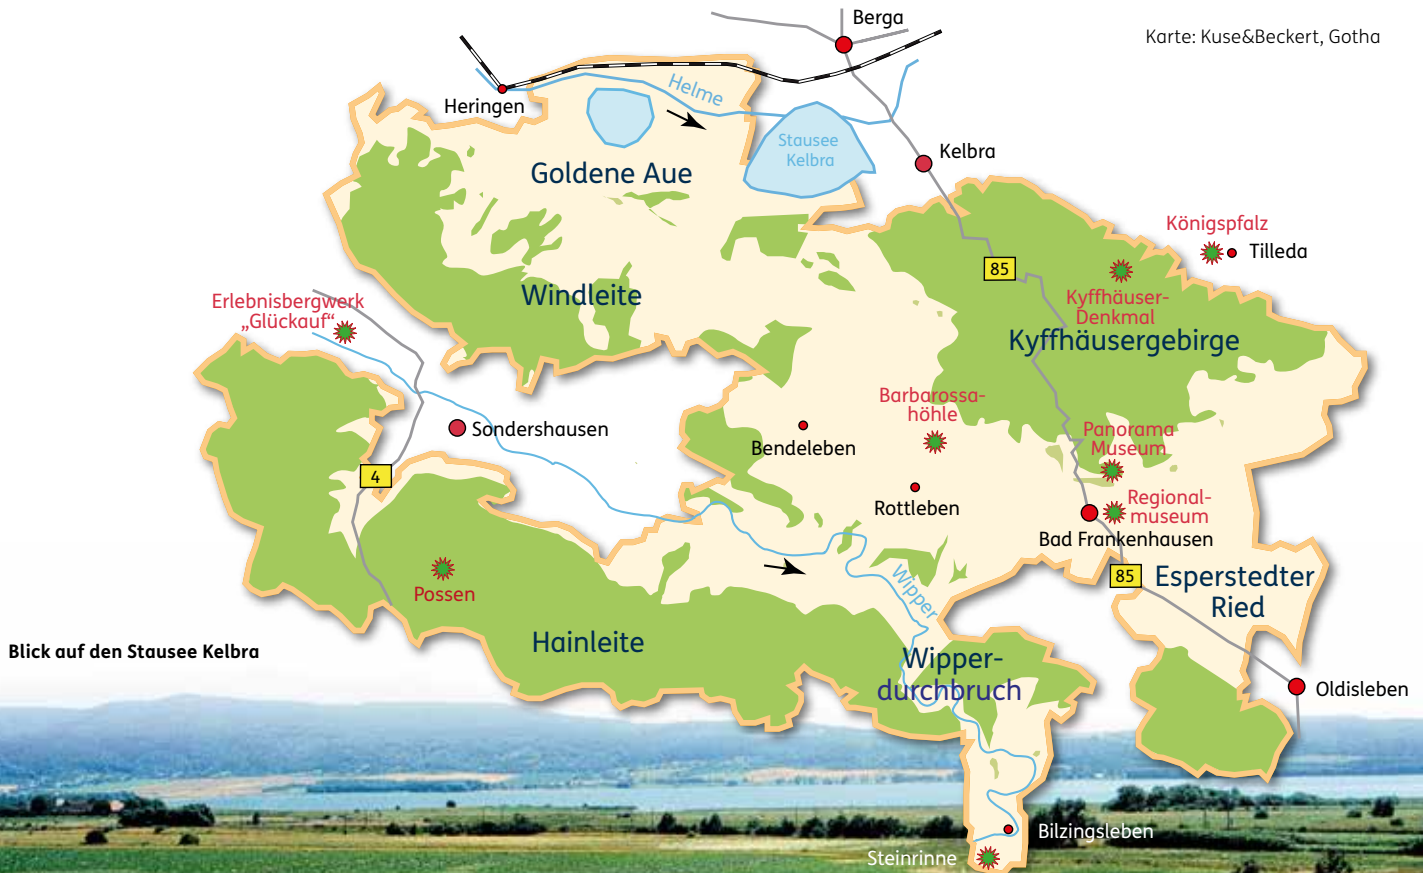 Berga
Karte: Kuse&Beckert, Gotha
Heringen
Helme
Stausee
Kelbra
Kelbra
Goldene Aue
Königspfalz
Tilleda
85
Kyffhäuser-
Denkmal
Kyffhäusergebirge
Windleite
Erlebnisbergwerk
„Glückauf“
Sondershausen
4
Barbarossa-
höhle
Bendeleben
Rottleben
Panorama
Museum
Regional-
museum
Bad Frankenhausen
85
Esperstedter
Ried
Possen
Hainleite
Wipper
Wipper-
durchbruch
Oldisleben
Blick auf den Stausee Kelbra
Bilzingsleben
Steinrinne